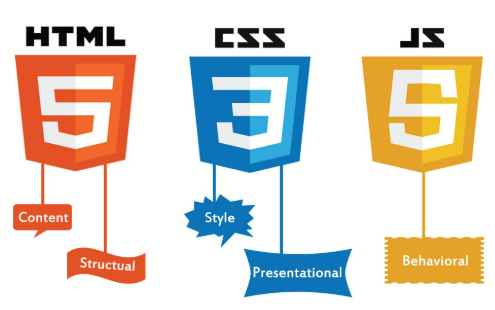 HTML
CSS
JS
5
3
5
Content
Structual
Style
Presentational
Behavioral